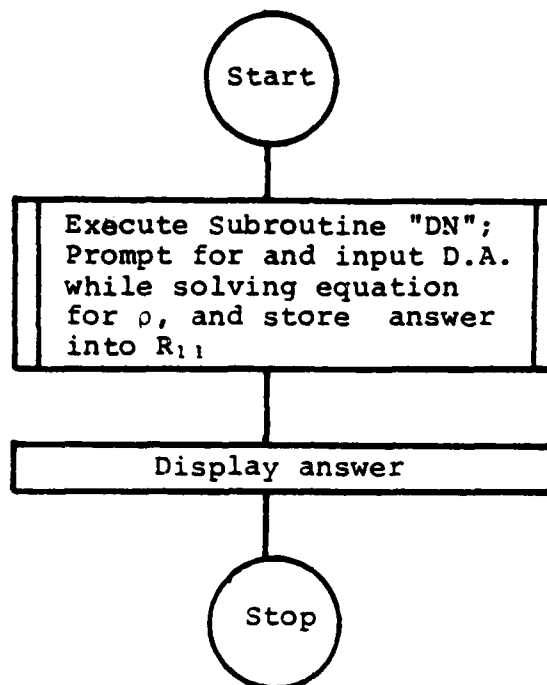 Start
Execute Subroutine "DN";
Prompt for and input D.A.
while solving equation
for ρ, and store answer
into R₁₁
Display answer
Stop